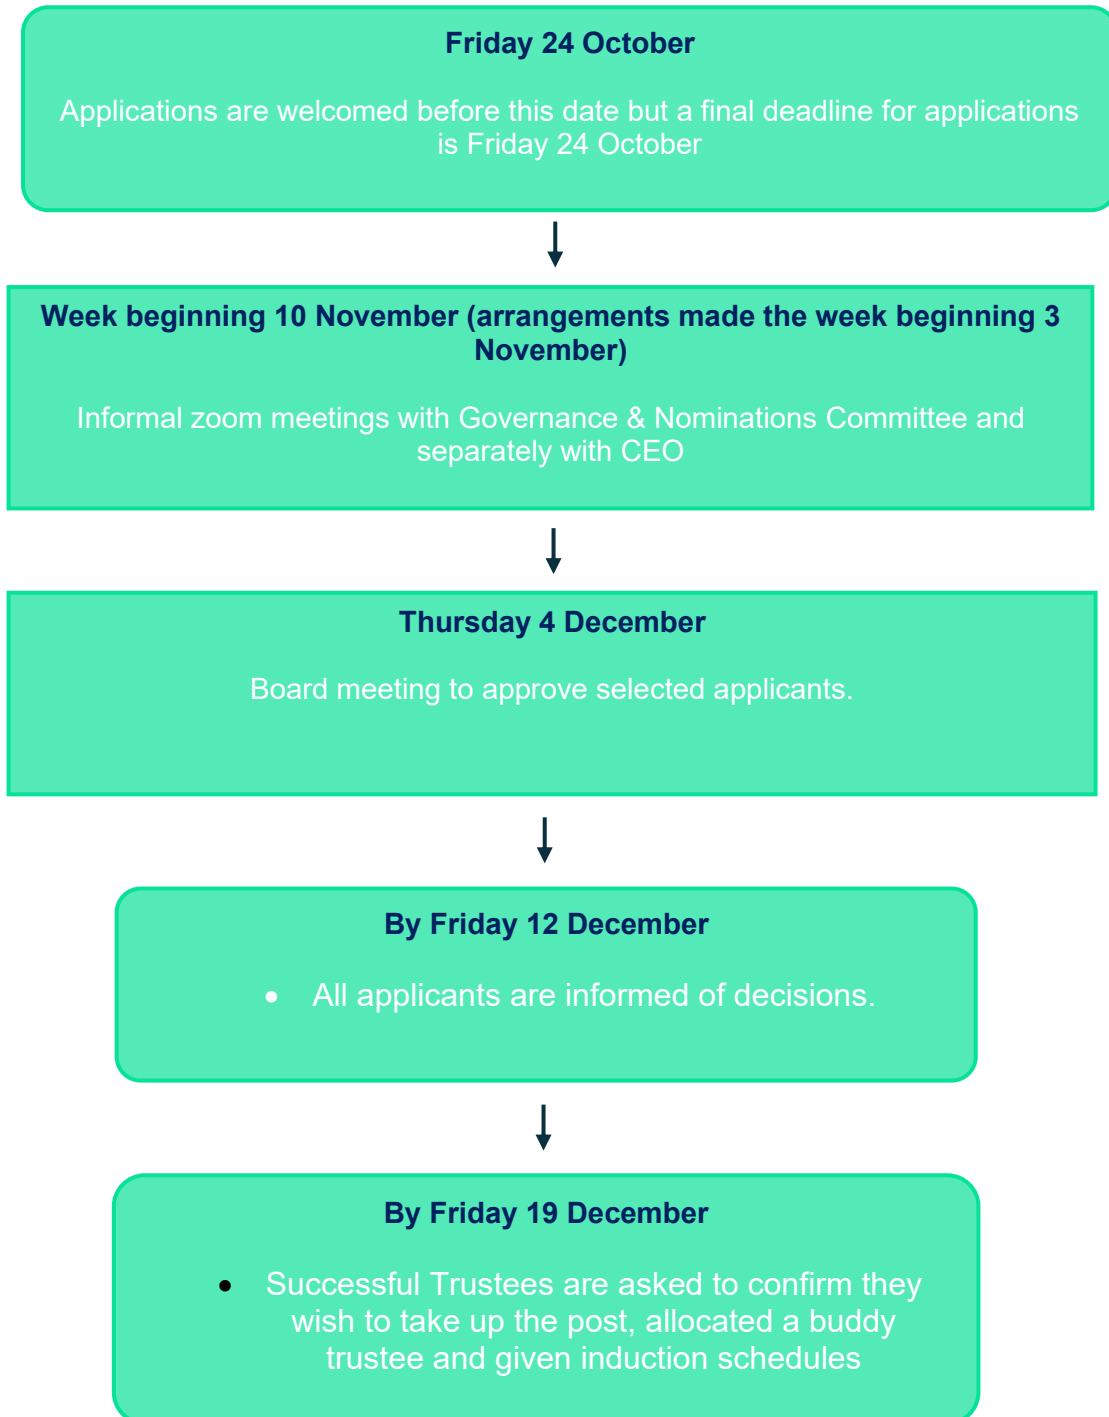 Friday 24 October
Applications are welcomed before this date but a final deadline for applications
is Friday 24 October
Week beginning 10 November (arrangements made the week beginning 3
November)
Informal zoom meetings with Governance & Nominations Committee and
separately with CEO
Thursday 4 December
Board meeting to approve selected applicants.
By Friday 12 December
• All applicants are informed of decisions.
By Friday 19 December
• Successful Trustees are asked to confirm they
wish to take up the post, allocated a buddy
trustee and given induction schedules